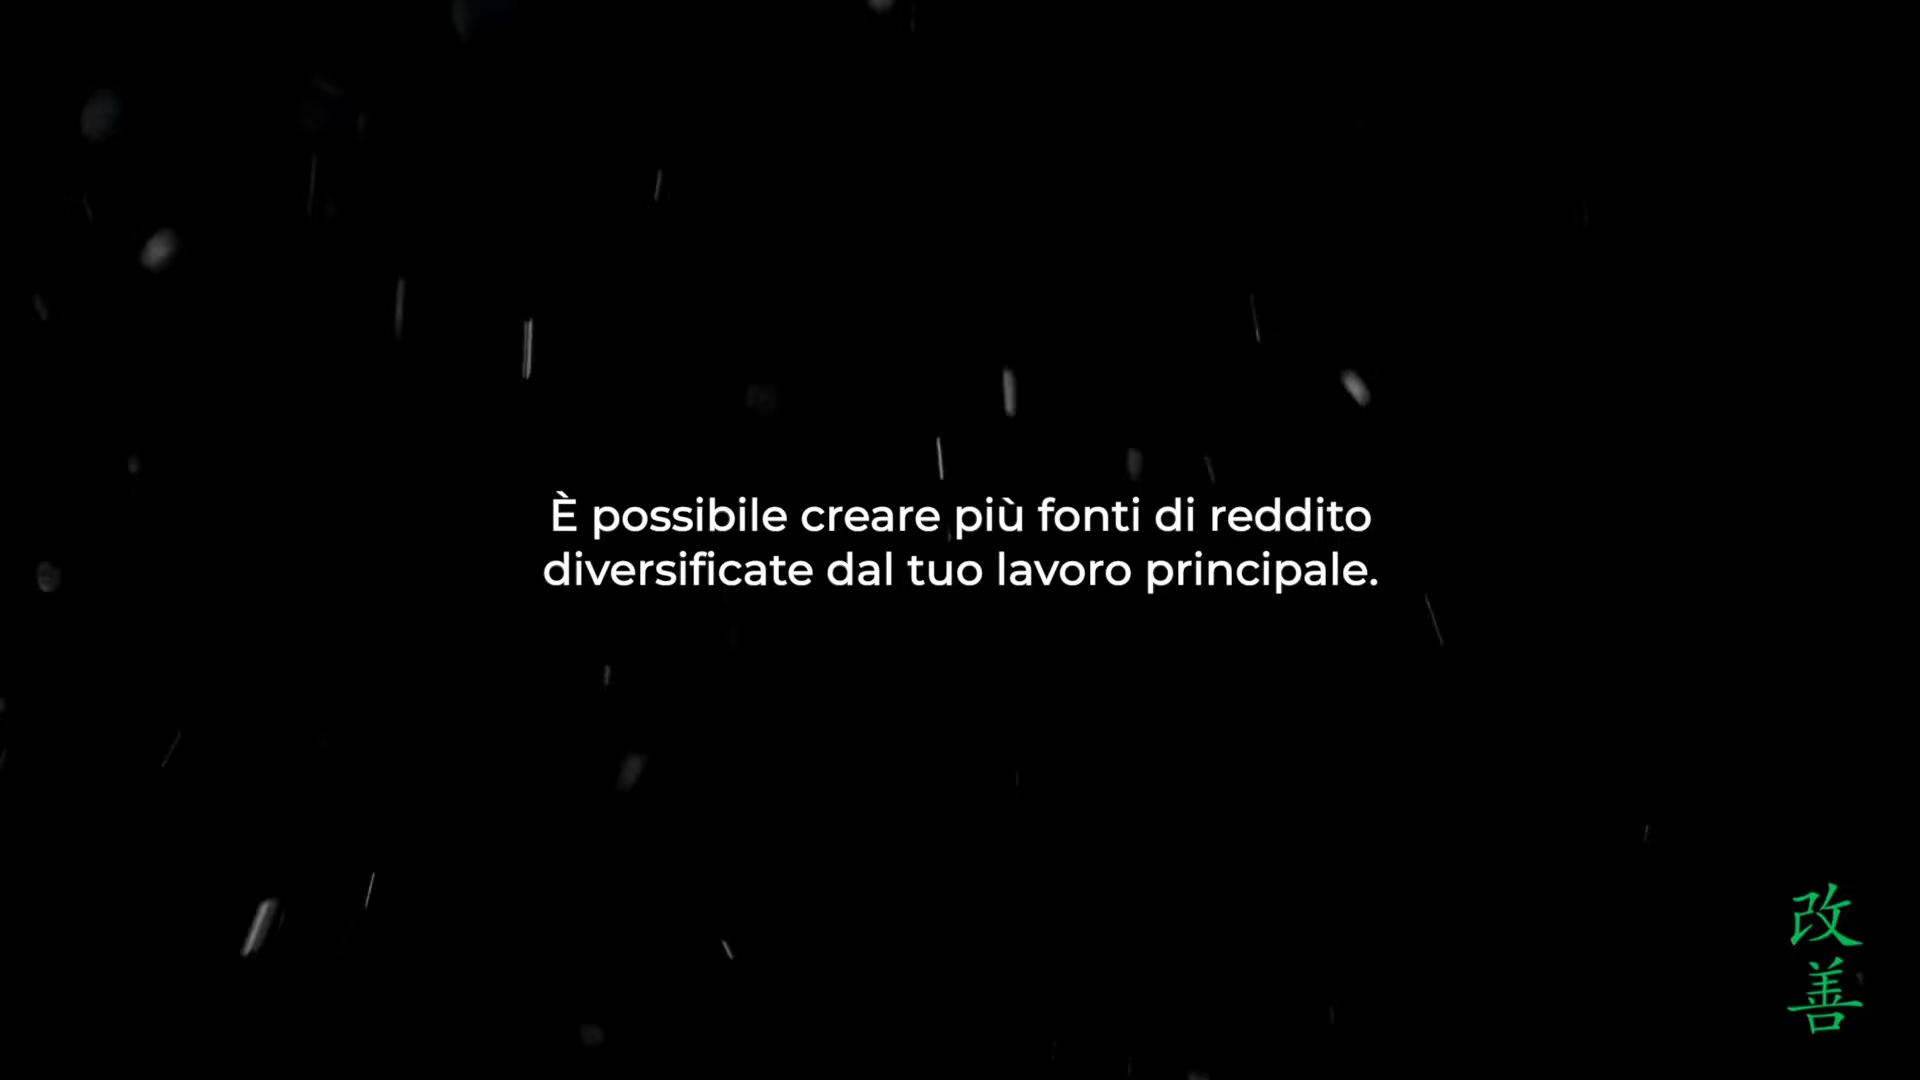 È possibile creare più fonti di reddito
diversificate dal tuo lavoro principale.
改
善